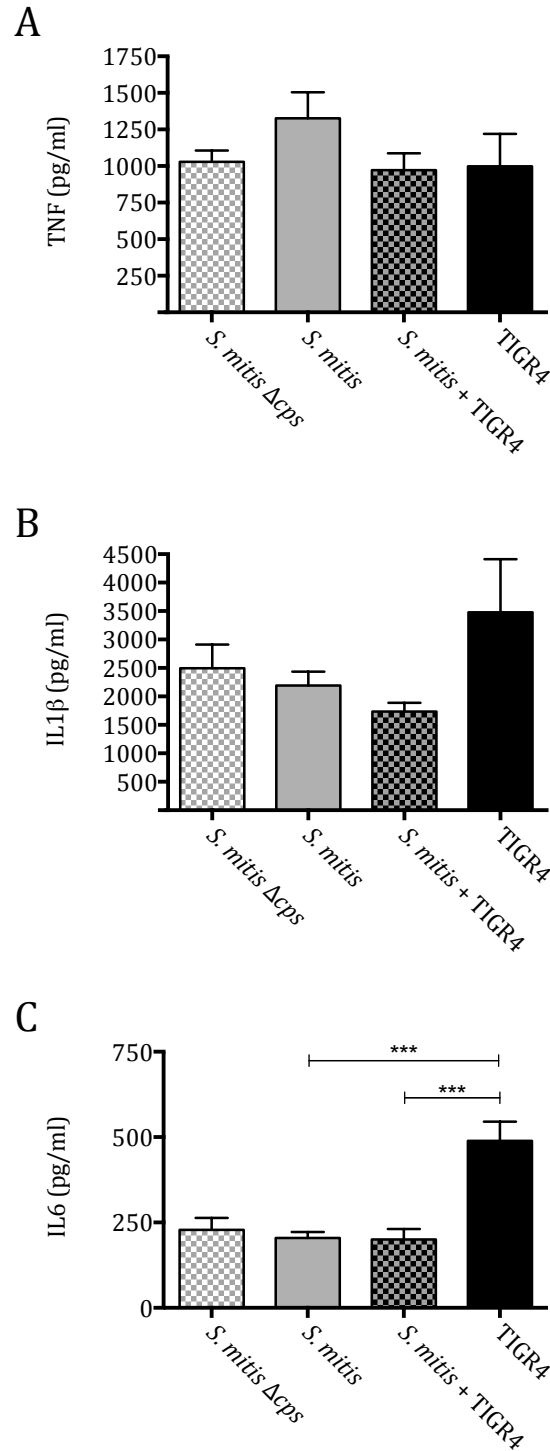 A
TNF (pg/ml)
1750
1500
1250
1000
750
500
250
S. mitis Δcps
S. mitis
S. mitis + TIGR4
TIGR4
B
IL1β (pg/ml)
4500
4000
3500
3000
2500
2000
1500
1000
500
S. mitis Δcps
S. mitis
S. mitis + TIGR4
TIGR4
C
IL6 (pg/ml)
750
500
250
0
***
***
S. mitis Δcps
S. mitis
S. mitis + TIGR4
TIGR4